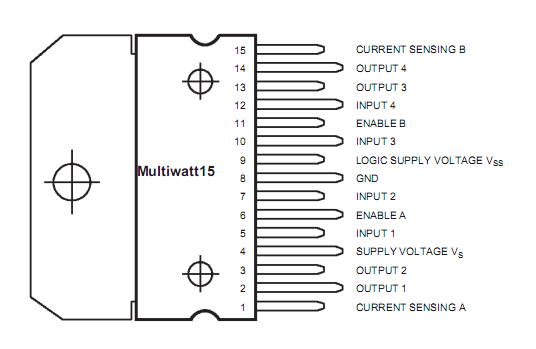 15 CURRENT SENSING B
14 OUTPUT 4
13 OUTPUT 3
12 INPUT 4
11 ENABLE B
10 INPUT 3
Multiwatt15
9 LOGIC SUPPLY VOLTAGE VSS
8 GND
7 INPUT 2
6 ENABLE A
5 INPUT 1
4 SUPPLY VOLTAGE VS
3 OUTPUT 2
2 OUTPUT 1
1 CURRENT SENSING A